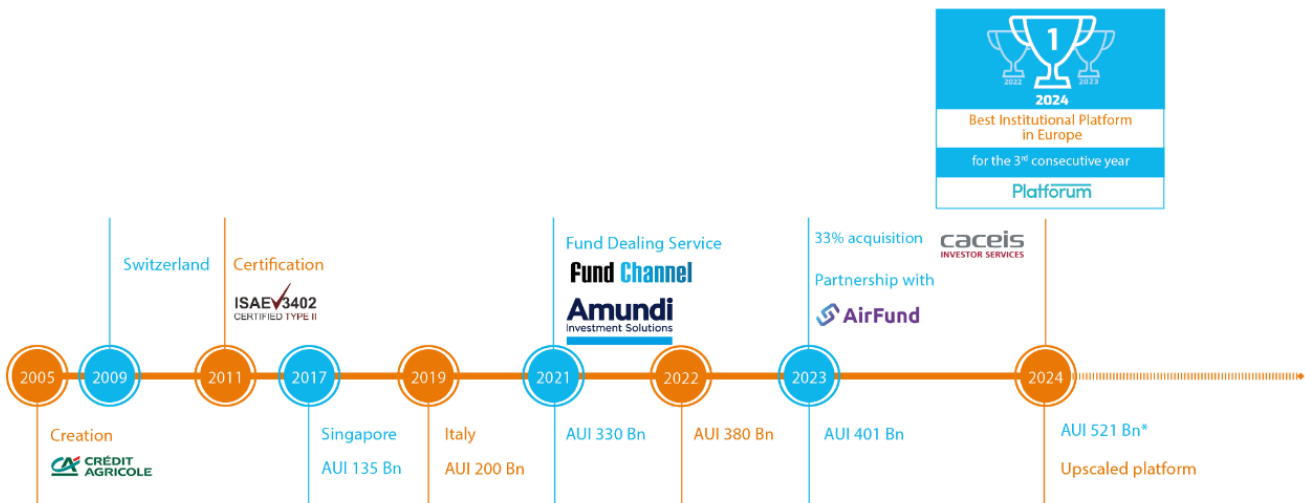 1
2022
2023
2024
Best Institutional Platform
in Europe
for the 3rd consecutive year
Platforum
Switzerland
Certification
ISAE 3402
CERTIFIED TYPE II
Fund Dealing Service
Fund Channel
Amundi
Investment Solutions
33% acquisition
caceis
INVESTOR SERVICES
Partnership with
AirFund
2005
2009
2011
2017
2019
2021
2022
2023
2024
Creation
CRÉDIT
AGRICOLE
Singapore
AUI 135 Bn
Italy
AUI 200 Bn
AUI 330 Bn
AUI 380 Bn
AUI 401 Bn
AUI 521 Bn*
Upscaled platform